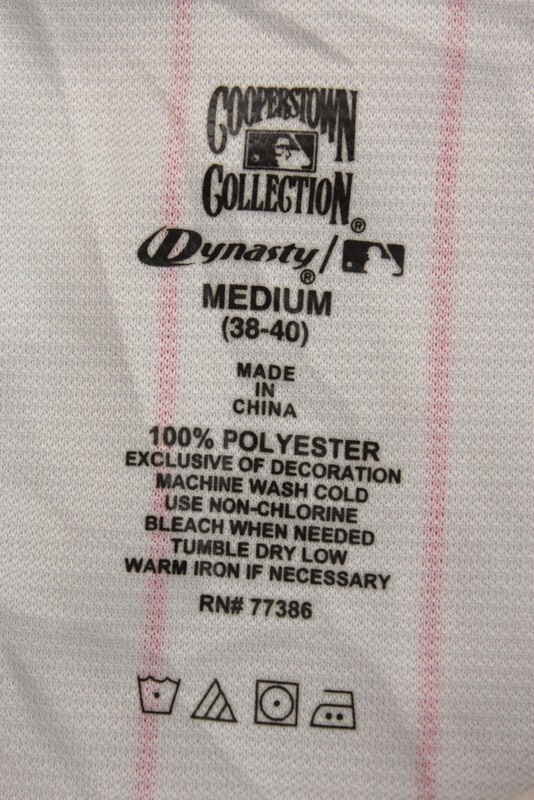 COOPERSTOWN
COLLECTION®
Dynasty®/
MEDIUM
(38-40)
MADE
IN
CHINA
100% POLYESTER
EXCLUSIVE OF DECORATION
MACHINE WASH COLD
USE NON-CHLORINE
BLEACH WHEN NEEDED
TUMBLE DRY LOW
WARM IRON IF NECESSARY
RN# 77386